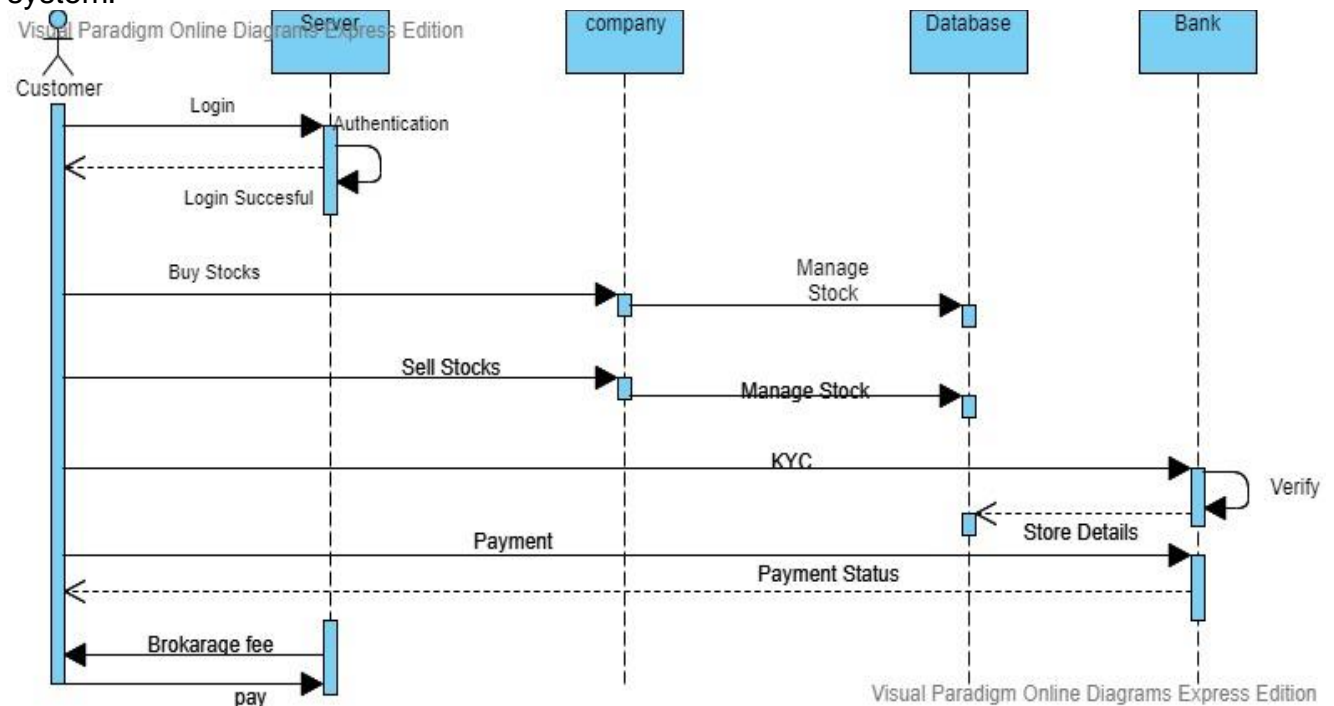 system.
Visual Paradigm Online Diagrams Express Edition
Server
company
Database
Bank
Customer
Login
Authentication
Login Succesful
Buy Stocks
Manage
Stock
Sell Stocks
Manage Stock
KYC
Verify
Store Details
Payment
Payment Status
Brokarage fee
pay
Visual Paradigm Online Diagrams Express Edition